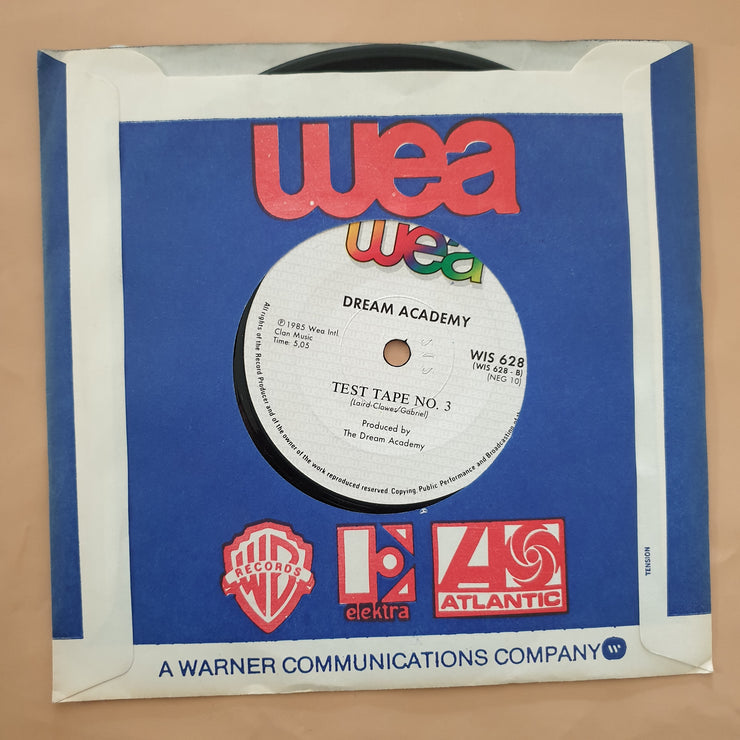 wea
wea
DREAM ACADEMY
℗ 1985 Wea Intl.
Clan Music
Time: 5,05
WIS 628
(WIS 628 - B)
(NEG 10)
TEST TAPE NO. 3
(Laird-Clowes/Gabriel)
Produced by
The Dream Academy
All rights of the Record Producer and of the owner of the work reproduced reserved. Copying, Public Performance and Broadcasting
WB
RECORDS
elektra
ATLANTIC
TENSION
A WARNER COMMUNICATIONS COMPANY